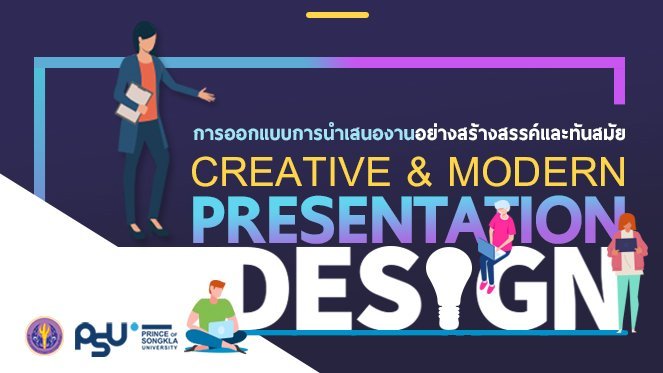 การออกแบบการนำเสนองานอย่างสร้างสรรค์และทันสมัย
CREATIVE & MODERN
PRESENTATION
DESIGN
PSU
PRINCE OF
SONGKLA
UNIVERSITY